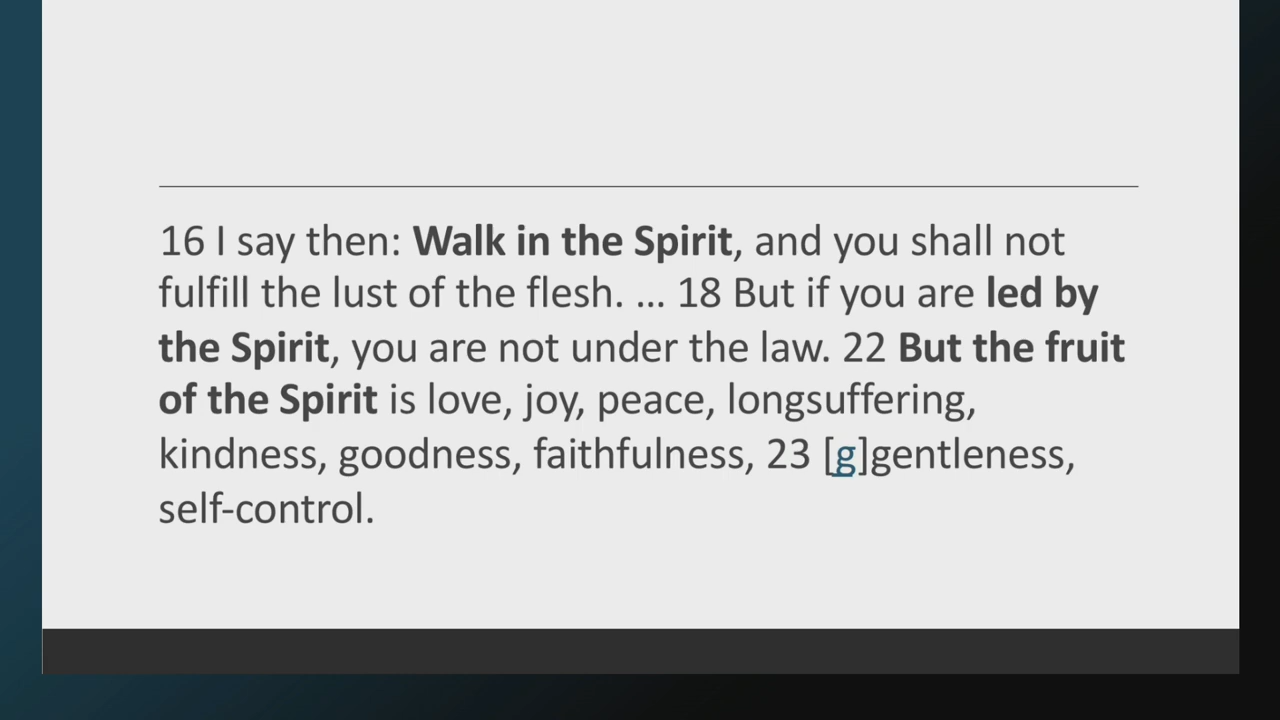 16 I say then: Walk in the Spirit, and you shall not
fulfill the lust of the flesh. … 18 But if you are led by
the Spirit, you are not under the law. 22 But the fruit
of the Spirit is love, joy, peace, longsuffering,
kindness, goodness, faithfulness, 23 [g]gentleness,
self-control.